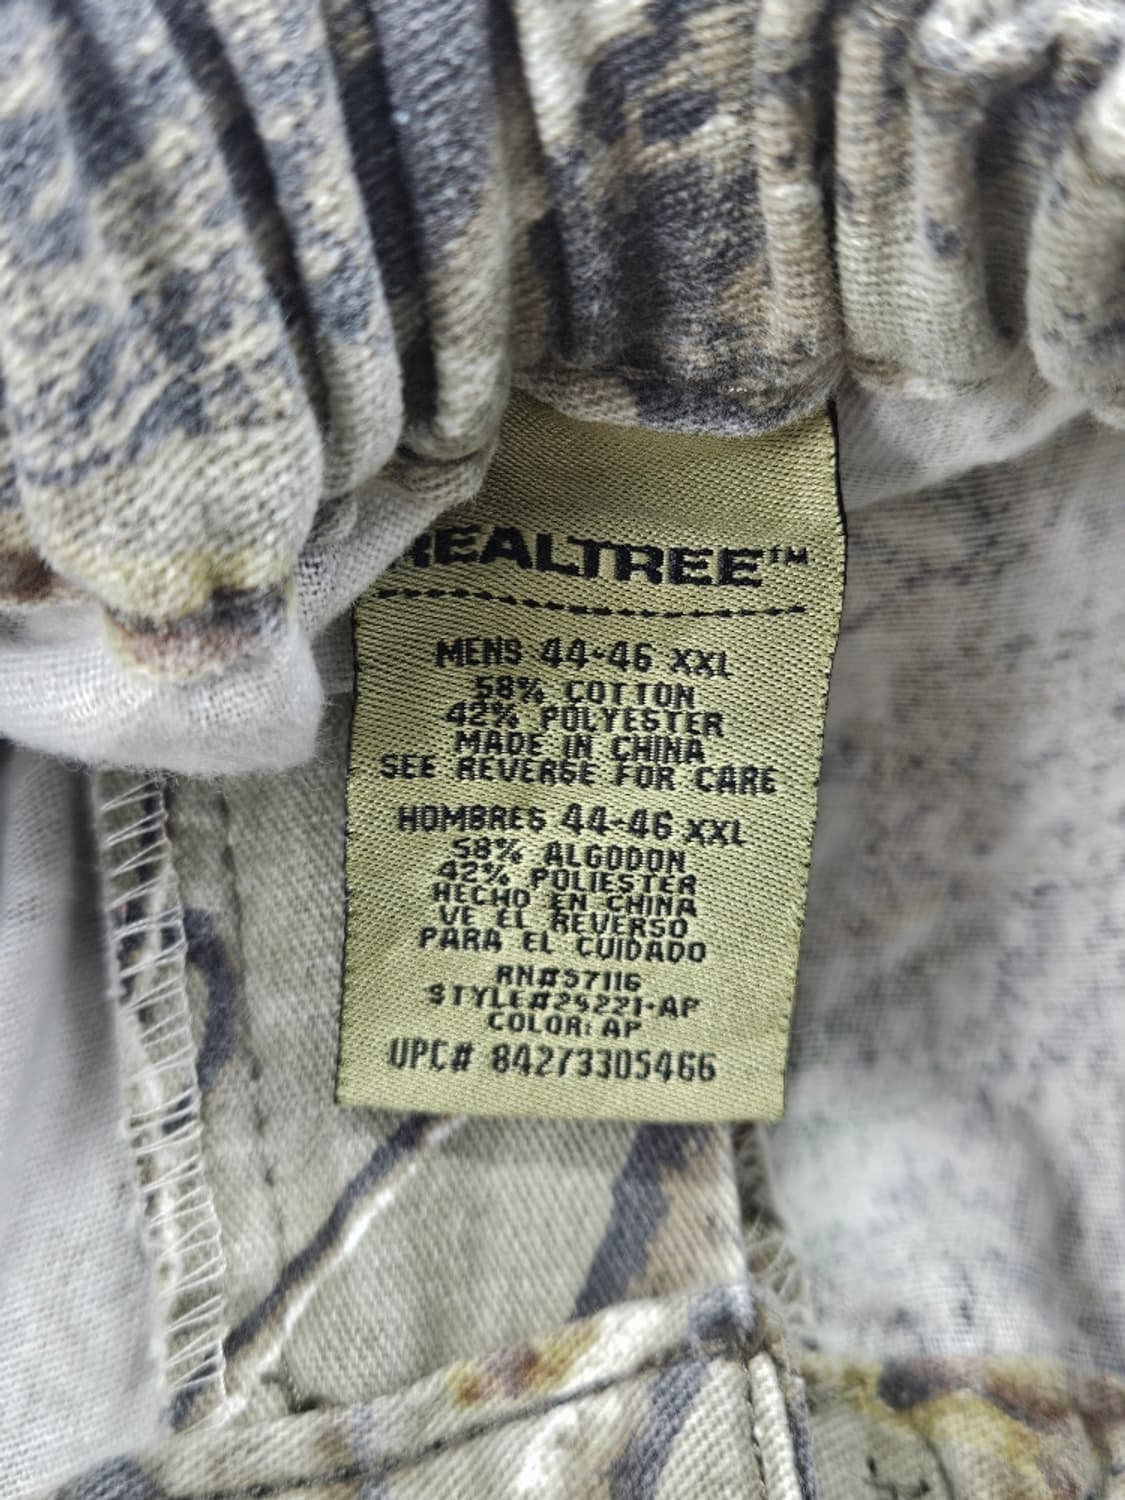 REALTREE™
MENS 44-46 XXL
58% COTTON
42% POLYESTER
MADE IN CHINA
SEE REVERSE FOR CARE
HOMBRES 44-46 XXL
58% ALGODON
42% POLIESTER
HECHO EN CHINA
VE EL REVERSO
PARA EL CUIDADO
RN#57116
STYLE#29221-AP
COLOR: AP
UPC# 84273305466